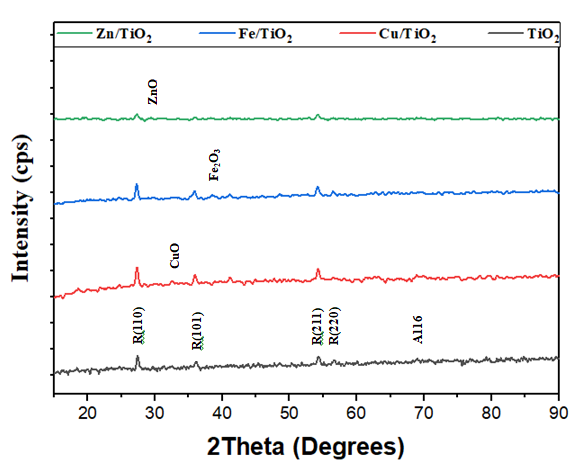 Zn/TiO₂ Fe/TiO₂ Cu/TiO₂ TiO₂
ZnO
Fe₂O₃
CuO
R(110)
R(101)
R(211)
R(220)
A116
Intensity (cps)
20 30 40 50 60 70 80 90
2Theta (Degrees)